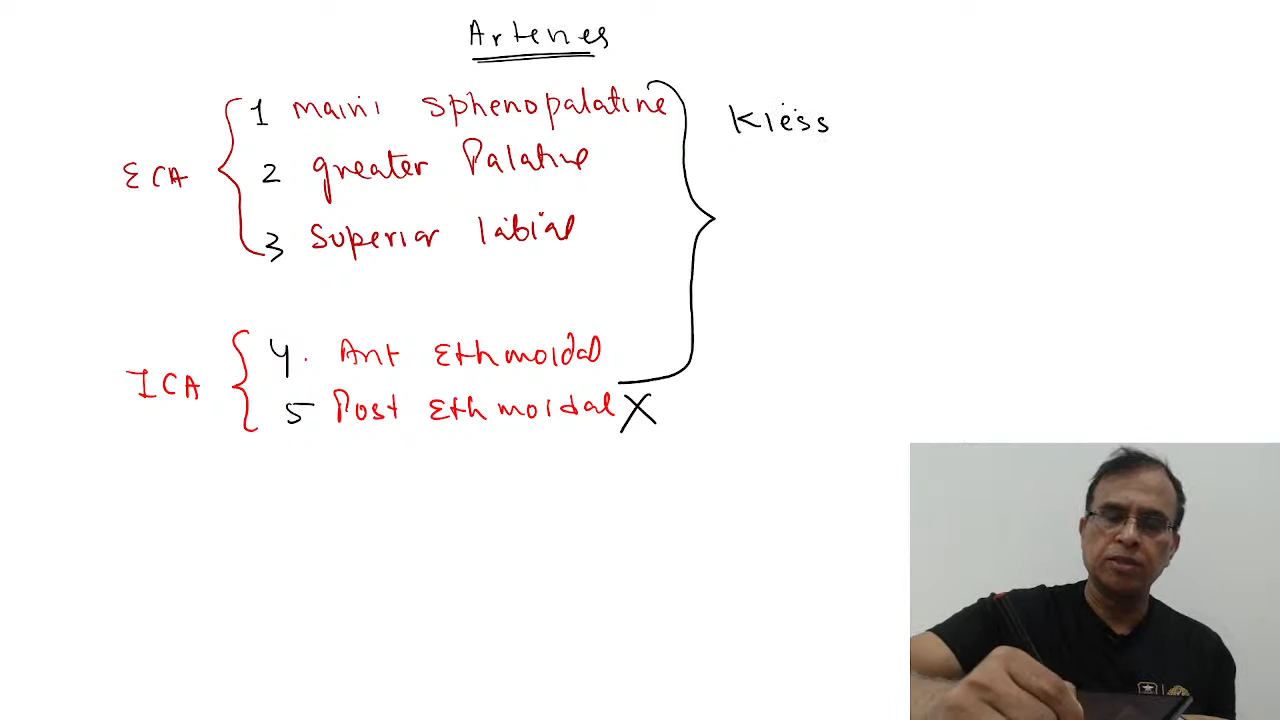 Arteries
ECA
1 main sphenopalatine
2 greater Palatine
3 Superior labial
Kiess
ICA
4. Ant Ethmoidal
5 Post Ethmoidal X